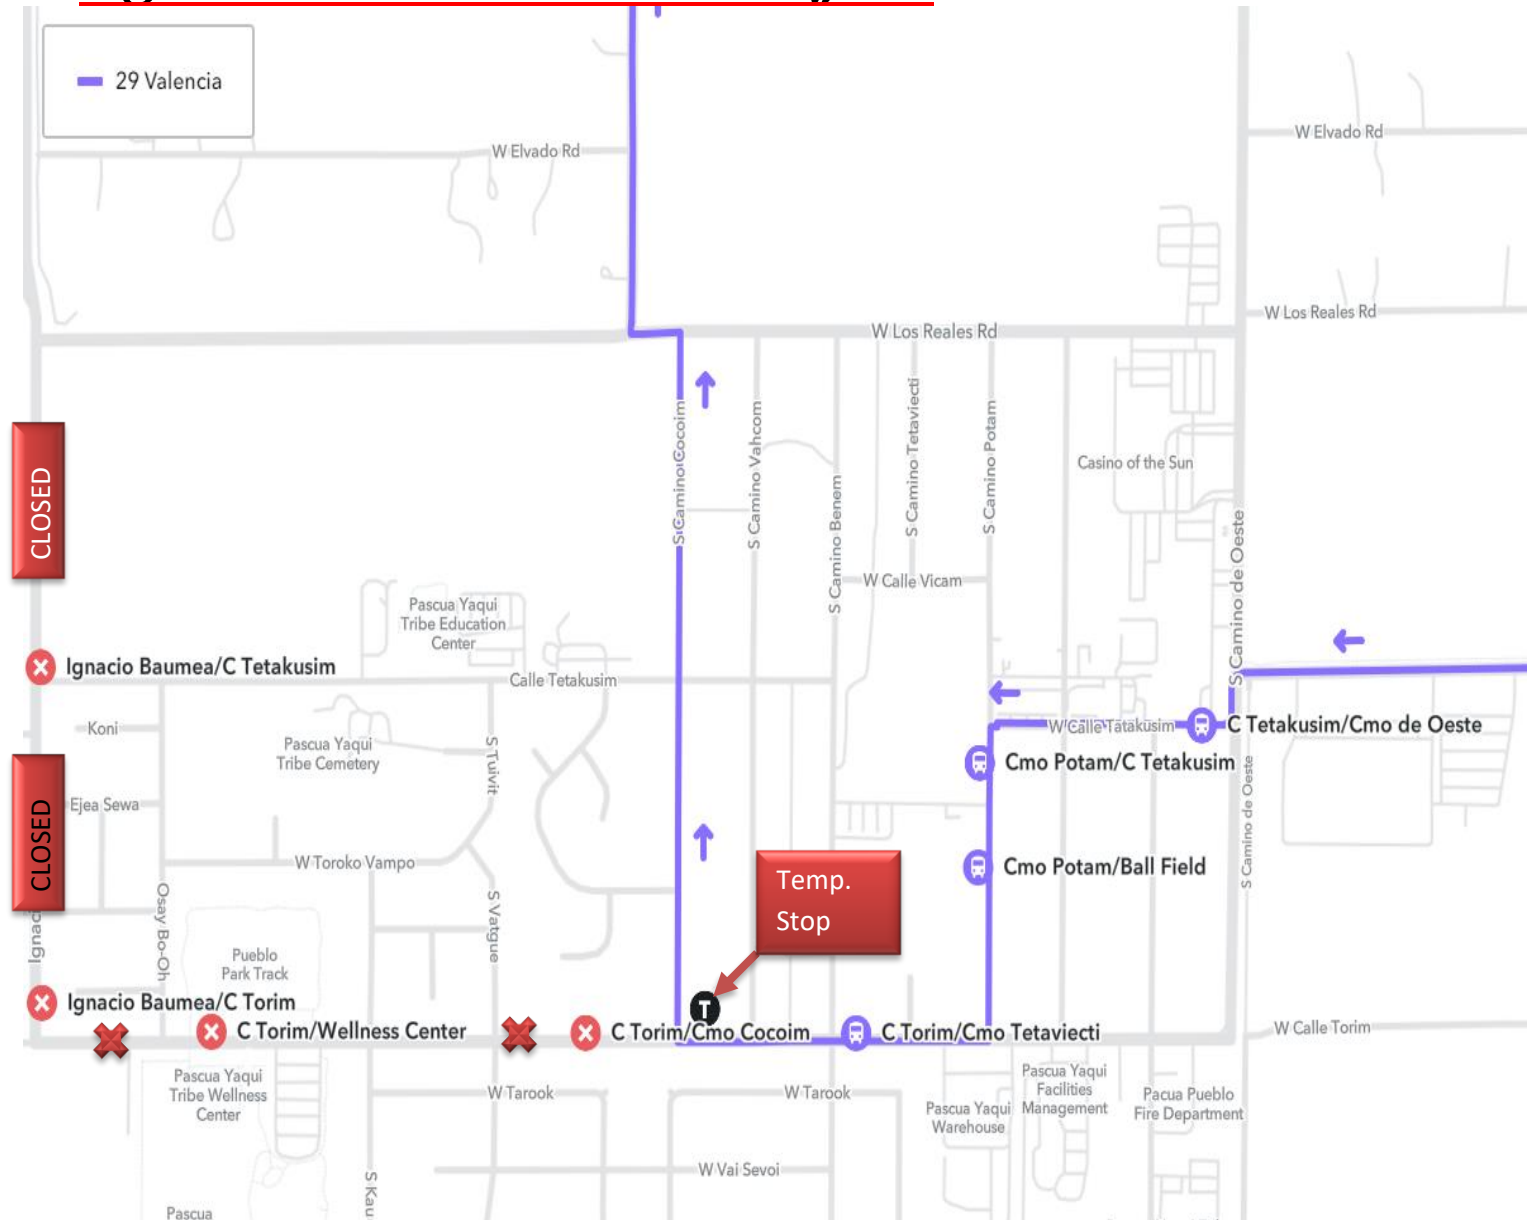 29 Valencia
W Elvado Rd
W Elvado Rd
W Los Reales Rd
W Los Reales Rd
S Camino Cocoim
S Camino Vahcom
S Camino Benem
S Camino Tetaviecti
S Camino Potam
Casino of the Sun
S Camino de Oeste
CLOSED
W Calle Vicam
Pascua Yaqui
Tribe Education
Center
Ignacio Baumea/C Tetakusim
Calle Tetakusim
Koni
Pascua Yaqui
Tribe Cemetery
S Tuivit
W Calle Tatakusim
C Tetakusim/Cmo de Oeste
Cmo Potam/C Tetakusim
S Camino de Oeste
CLOSED
Ejea Sewa
W Toroko Vampo
Cmo Potam/Ball Field
Temp.
Stop
Ignaci
Osay Bo-Oh
S Vatgue
Pueblo
Park Track
Ignacio Baumea/C Torim
T
C Torim/Wellness Center
C Torim/Cmo Cocoim
C Torim/Cmo Tetaviecti
W Calle Torim
Pascua Yaqui
Tribe Wellness
Center
W Tarook
W Tarook
Pascua Yaqui
Warehouse
Pascua Yaqui
Facilities
Management
Pacua Pueblo
Fire Department
W Vai Sevoi
S Kau
Pascua